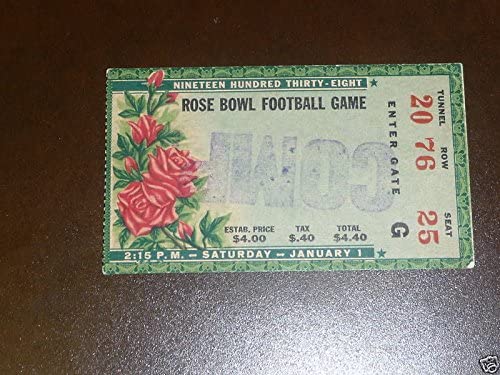 NINETEEN HUNDRED THIRTY-EIGHT
ROSE BOWL FOOTBALL GAME
ESTAB. PRICE TAX TOTAL
$4.00 $.40 $4.40
2:15 P.M. – SATURDAY – JANUARY 1
ENTER GATE G
TUNNEL ROW SEAT
20 76 25